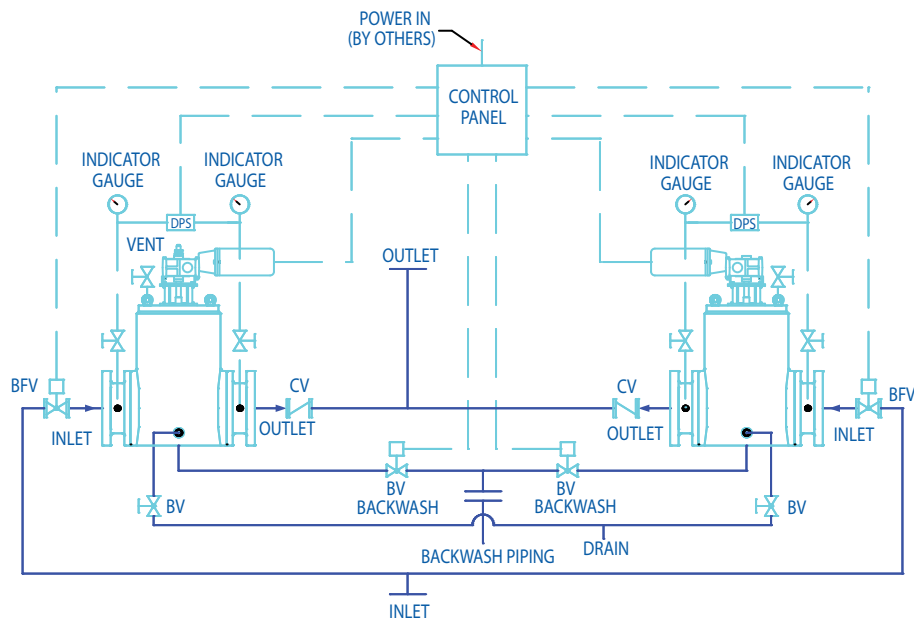 POWER IN
(BY OTHERS)
CONTROL
PANEL
INDICATOR
GAUGE
INDICATOR
GAUGE
INDICATOR
GAUGE
INDICATOR
GAUGE
DPS
DPS
VENT
OUTLET
BFV
CV
CV
BFV
INLET
OUTLET
OUTLET
INLET
BV
BV
BACKWASH
BV
BACKWASH
BV
BACKWASH PIPING
DRAIN
INLET